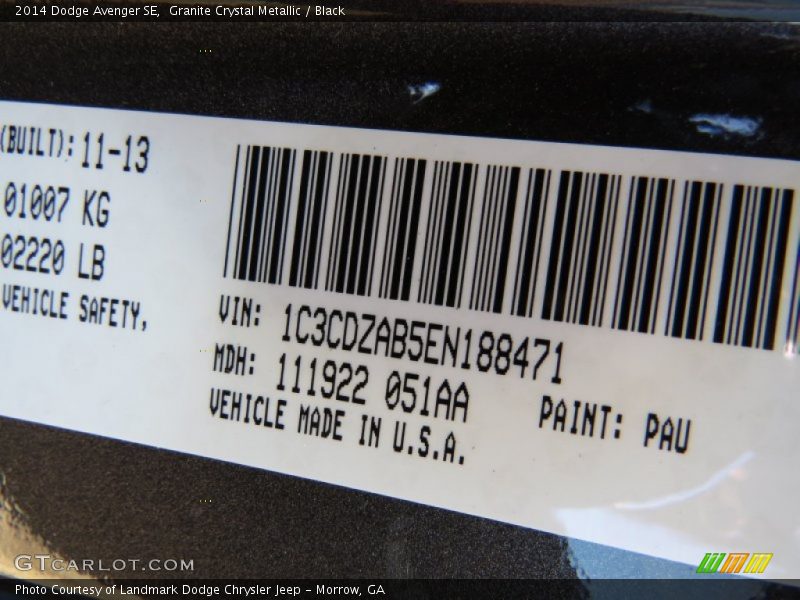 2014 Dodge Avenger SE,  Granite Crystal Metallic / Black
(BUILT): 11-13
01007 KG
02220 LB
VEHICLE SAFETY,
VIN: 1C3CDZAB5EN188471
MDH: 111922 051AA
PAINT: PAU
VEHICLE MADE IN U.S.A.
GTCARLOT.COM
Photo Courtesy of Landmark Dodge Chrysler Jeep - Morrow, GA